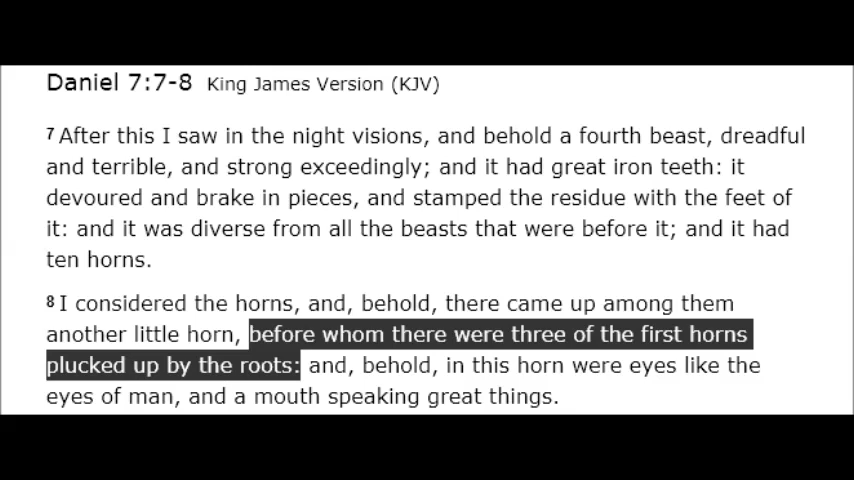 Daniel 7:7-8 King James Version (KJV)
7 After this I saw in the night visions, and behold a fourth beast, dreadful
and terrible, and strong exceedingly; and it had great iron teeth: it
devoured and brake in pieces, and stamped the residue with the feet of
it: and it was diverse from all the beasts that were before it; and it had
ten horns.
8 I considered the horns, and, behold, there came up among them
another little horn, before whom there were three of the first horns
plucked up by the roots: and, behold, in this horn were eyes like the
eyes of man, and a mouth speaking great things.